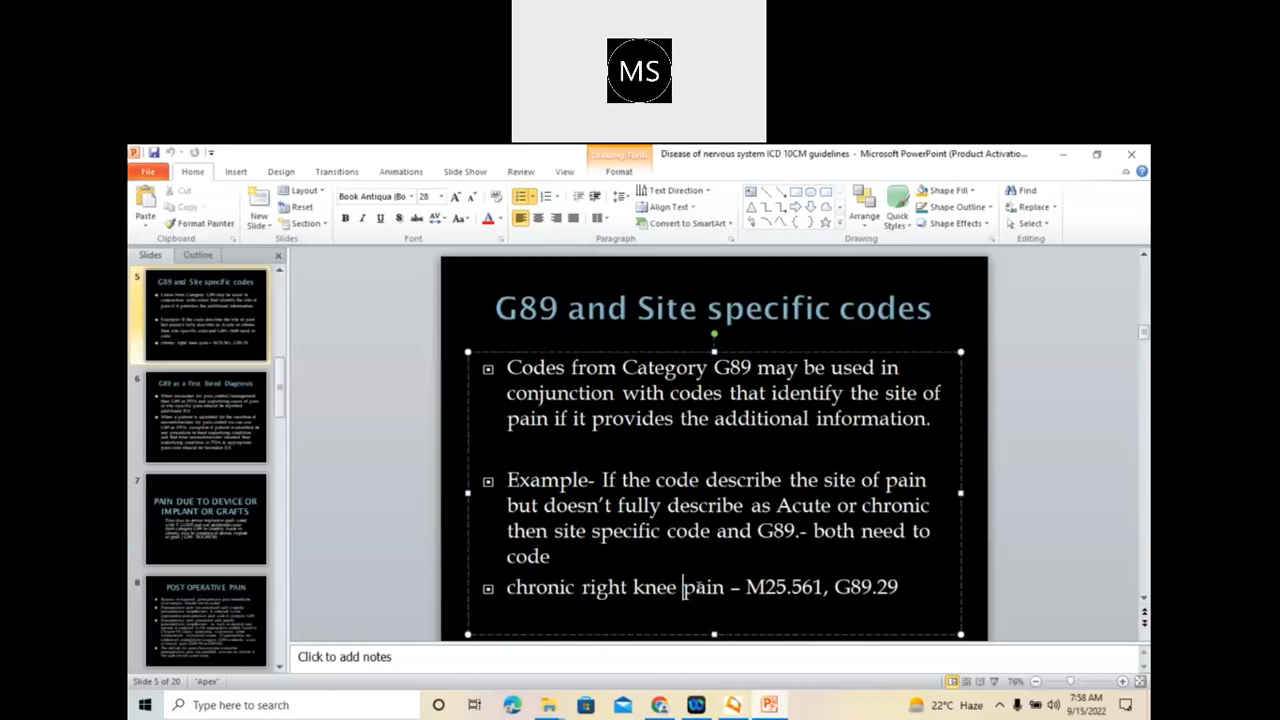 MS
Disease of nervous system ICD 10CM guidelines - Microsoft PowerPoint (Product Activatio...
Drawing Tools
File Home Insert Design Transitions Animations Slide Show Review View Format
Paste
Cut
Copy
Format Painter
Clipboard
New
Slide
Layout
Reset
Section
Slides
Book Antiqua (Bo 28
Font
Text Direction
Align Text
Convert to SmartArt
Paragraph
Arrange
Quick
Styles
Shape Fill
Shape Outline
Shape Effects
Drawing
Find
Replace
Select
Editing
Slides Outline
5
G89 and Site specific codes
6
G89 as a First listed Diagnosis
7
PAIN DUE TO DEVICE OR
IMPLANT OR GRAFTS
8
POST OPERATIVE PAIN
G89 and Site specific codes
Codes from Category G89 may be used in
conjunction with codes that identify the site of
pain if it provides the additional information.
Example- If the code describe the site of pain
but doesn't fully describe as Acute or chronic
then site specific code and G89.- both need to
code
chronic right knee pain – M25.561, G89.29
Click to add notes
Slide 5 of 20 "Apex" 76%
Type here to search
22°C Haze
7:58 AM
9/15/2022